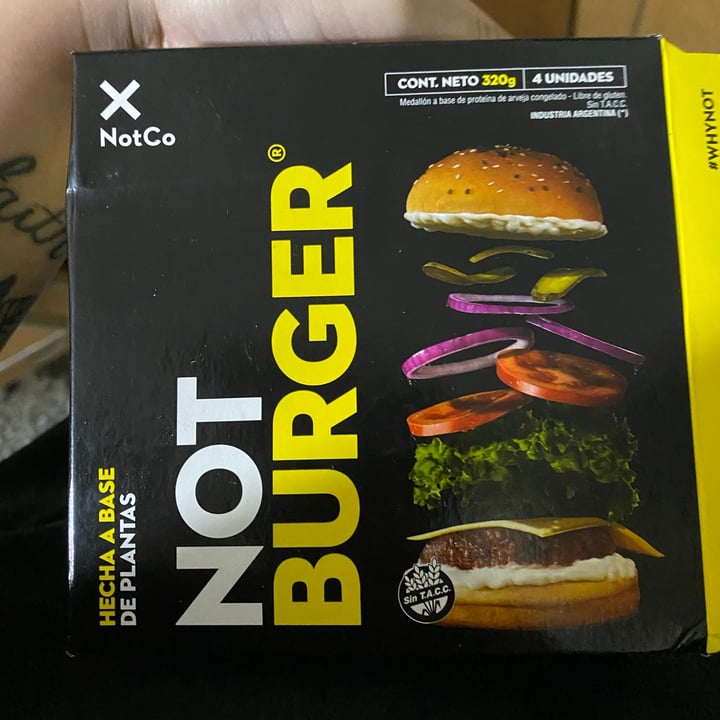 NotCo
CONT. NETO 320g 4 UNIDADES
Medallón a base de proteína de arveja congelado - Libre de gluten.
Sin T.A.C.C.
INDUSTRIA ARGENTINA (*)
#WHYNOT
HECHA A BASE
DE PLANTAS
NOT
BURGER®
Sin T.A.C.C.